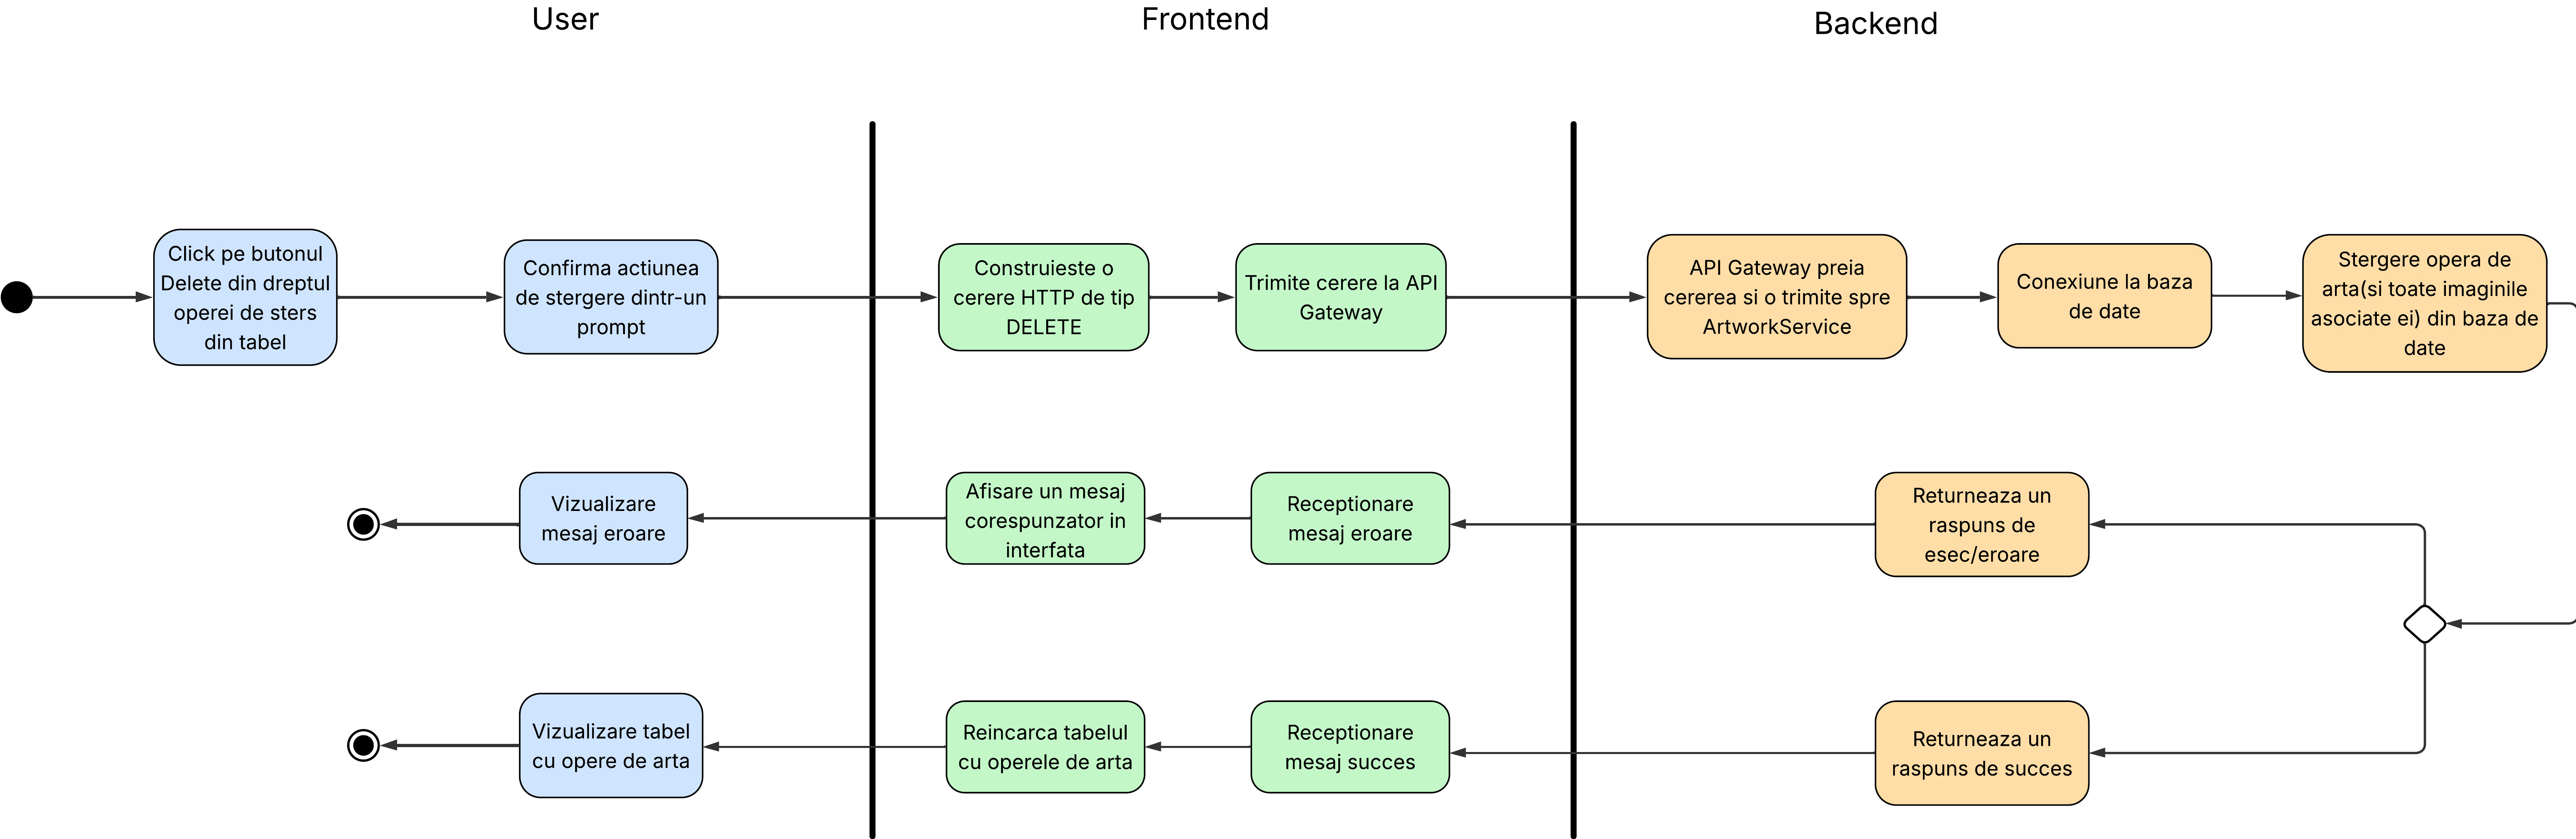 User
Frontend
Backend
Click pe butonul
Delete din dreptul
operei de sters
din tabel
Confirma actiunea
de stergere dintr-un
prompt
Construieste o
cerere HTTP de tip
DELETE
Trimite cerere la API
Gateway
API Gateway preia
cererea si o trimite spre
ArtworkService
Conexiune la baza
de date
Stergere opera de
arta(si toate imaginile
asociate ei) din baza de
date
Vizualizare
mesaj eroare
Afisare un mesaj
corespunzator in
interfata
Receptionare
mesaj eroare
Returneaza un
raspuns de
esec/eroare
Vizualizare tabel
cu opere de arta
Reincarca tabelul
cu operele de arta
Receptionare
mesaj succes
Returneaza un
raspuns de succes